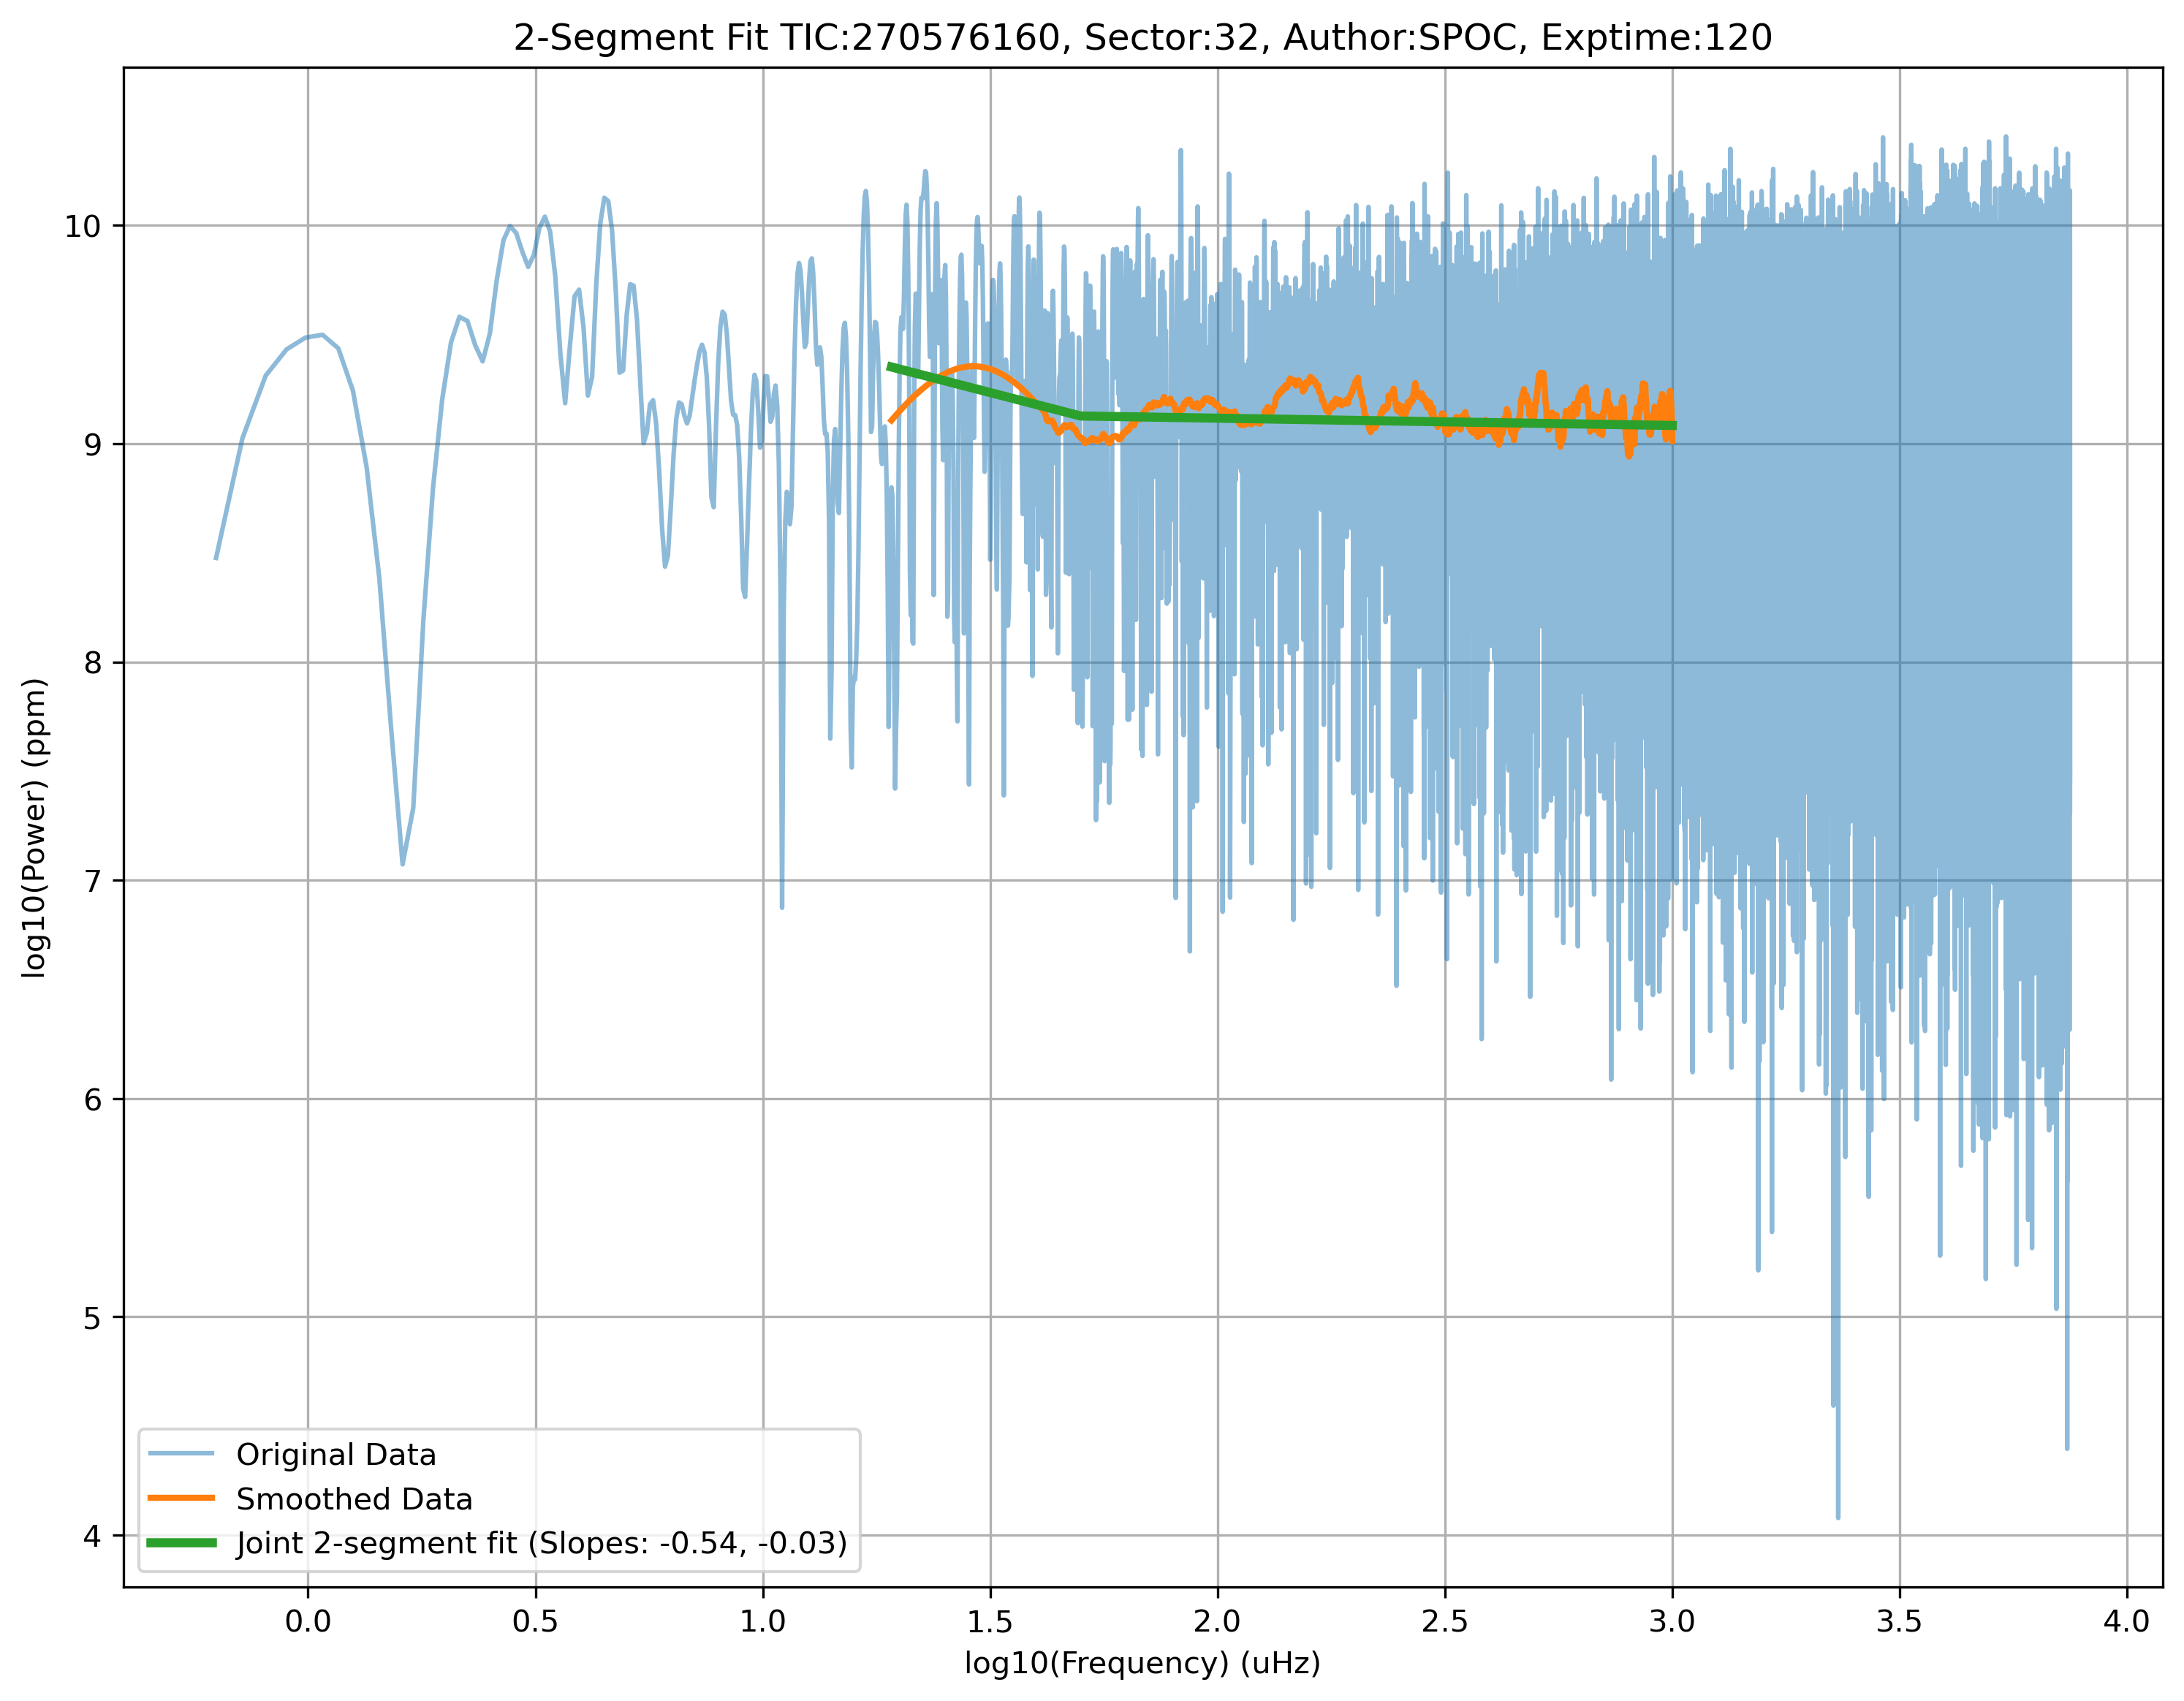 2-Segment Fit TIC:270576160, Sector:32, Author:SPOC, Exptime:120
log10(Power) (ppm)
10
9
8
7
6
5
4
Original Data
Smoothed Data
Joint 2-segment fit (Slopes: -0.54, -0.03)
0.0 0.5 1.0 1.5 2.0 2.5 3.0 3.5 4.0
log10(Frequency) (uHz)